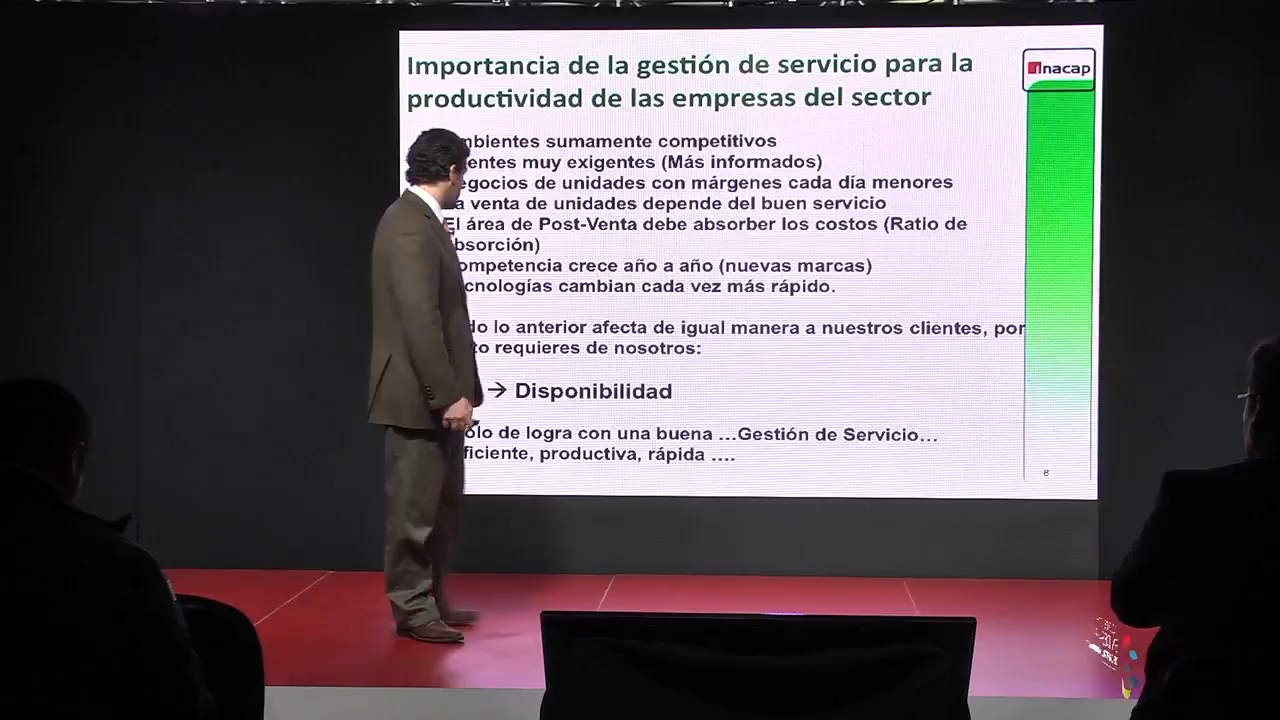 Importancia de la gestión de servicio para la
productividad de las empresas del sector
Inacap
mbientes sumamente competitivos
entes muy exigentes (Más informados)
egocios de unidades con márgenes cada día menores
a venta de unidades depende del buen servicio
El área de Post-Venta debe absorber los costos (Ratio de
bsorción)
ompetencia crece año a año (nuevas marcas)
cnologías cambian cada vez más rápido.
do lo anterior afecta de igual manera a nuestros clientes, por
to requieres de nosotros:
→ Disponibilidad
ólo de logra con una buena …Gestión de Servicio…
ficiente, productiva, rápida ....
8